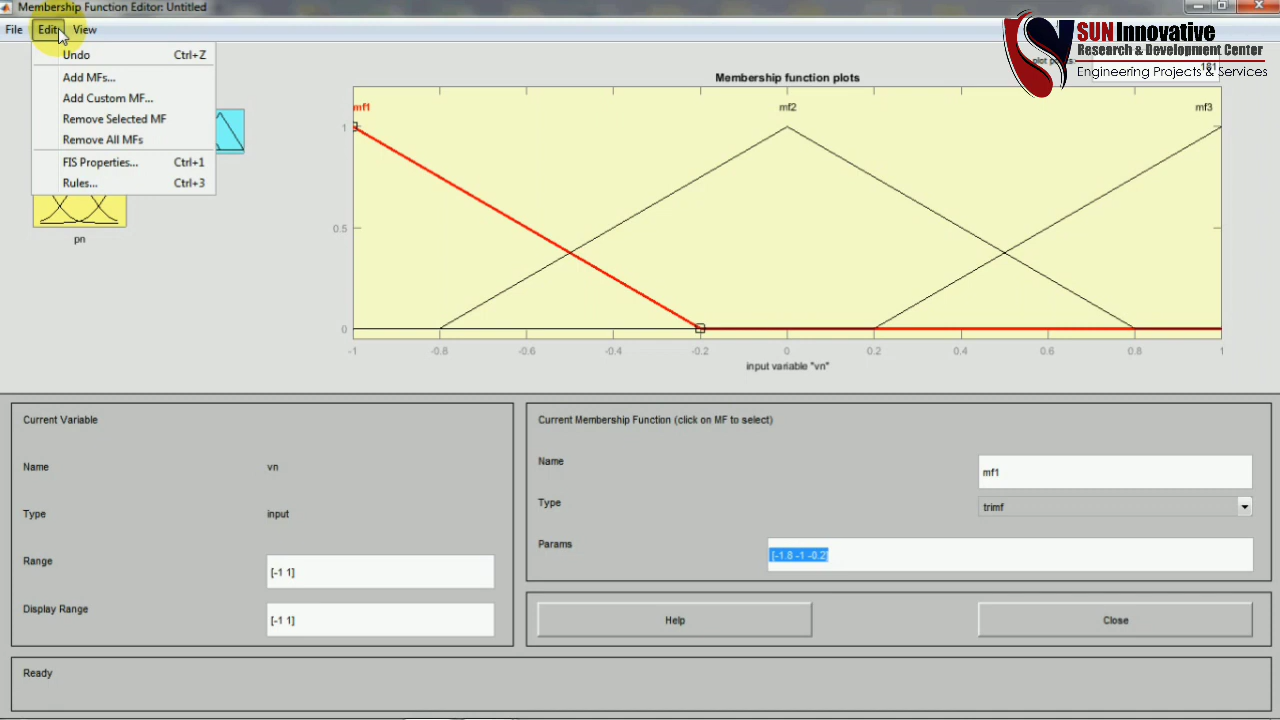 Membership Function Editor: Untitled
File Edit View
SUN Innovative
Research & Development Center
Engineering Projects & Services
plot points:
181
Undo Ctrl+Z
Add MFs...
Add Custom MF...
Remove Selected MF
Remove All MFs
FIS Properties... Ctrl+1
Rules... Ctrl+3
pn
Membership function plots
mf1 mf2 mf3
1
0.5
0
-1 -0.8 -0.6 -0.4 -0.2 0 0.2 0.4 0.6 0.8 1
input variable "vn"
Current Variable
Name vn
Type input
Range [-1 1]
Display Range [-1 1]
Current Membership Function (click on MF to select)
Name mf1
Type trimf
Params [-1.8 -1 -0.2]
Help Close
Ready